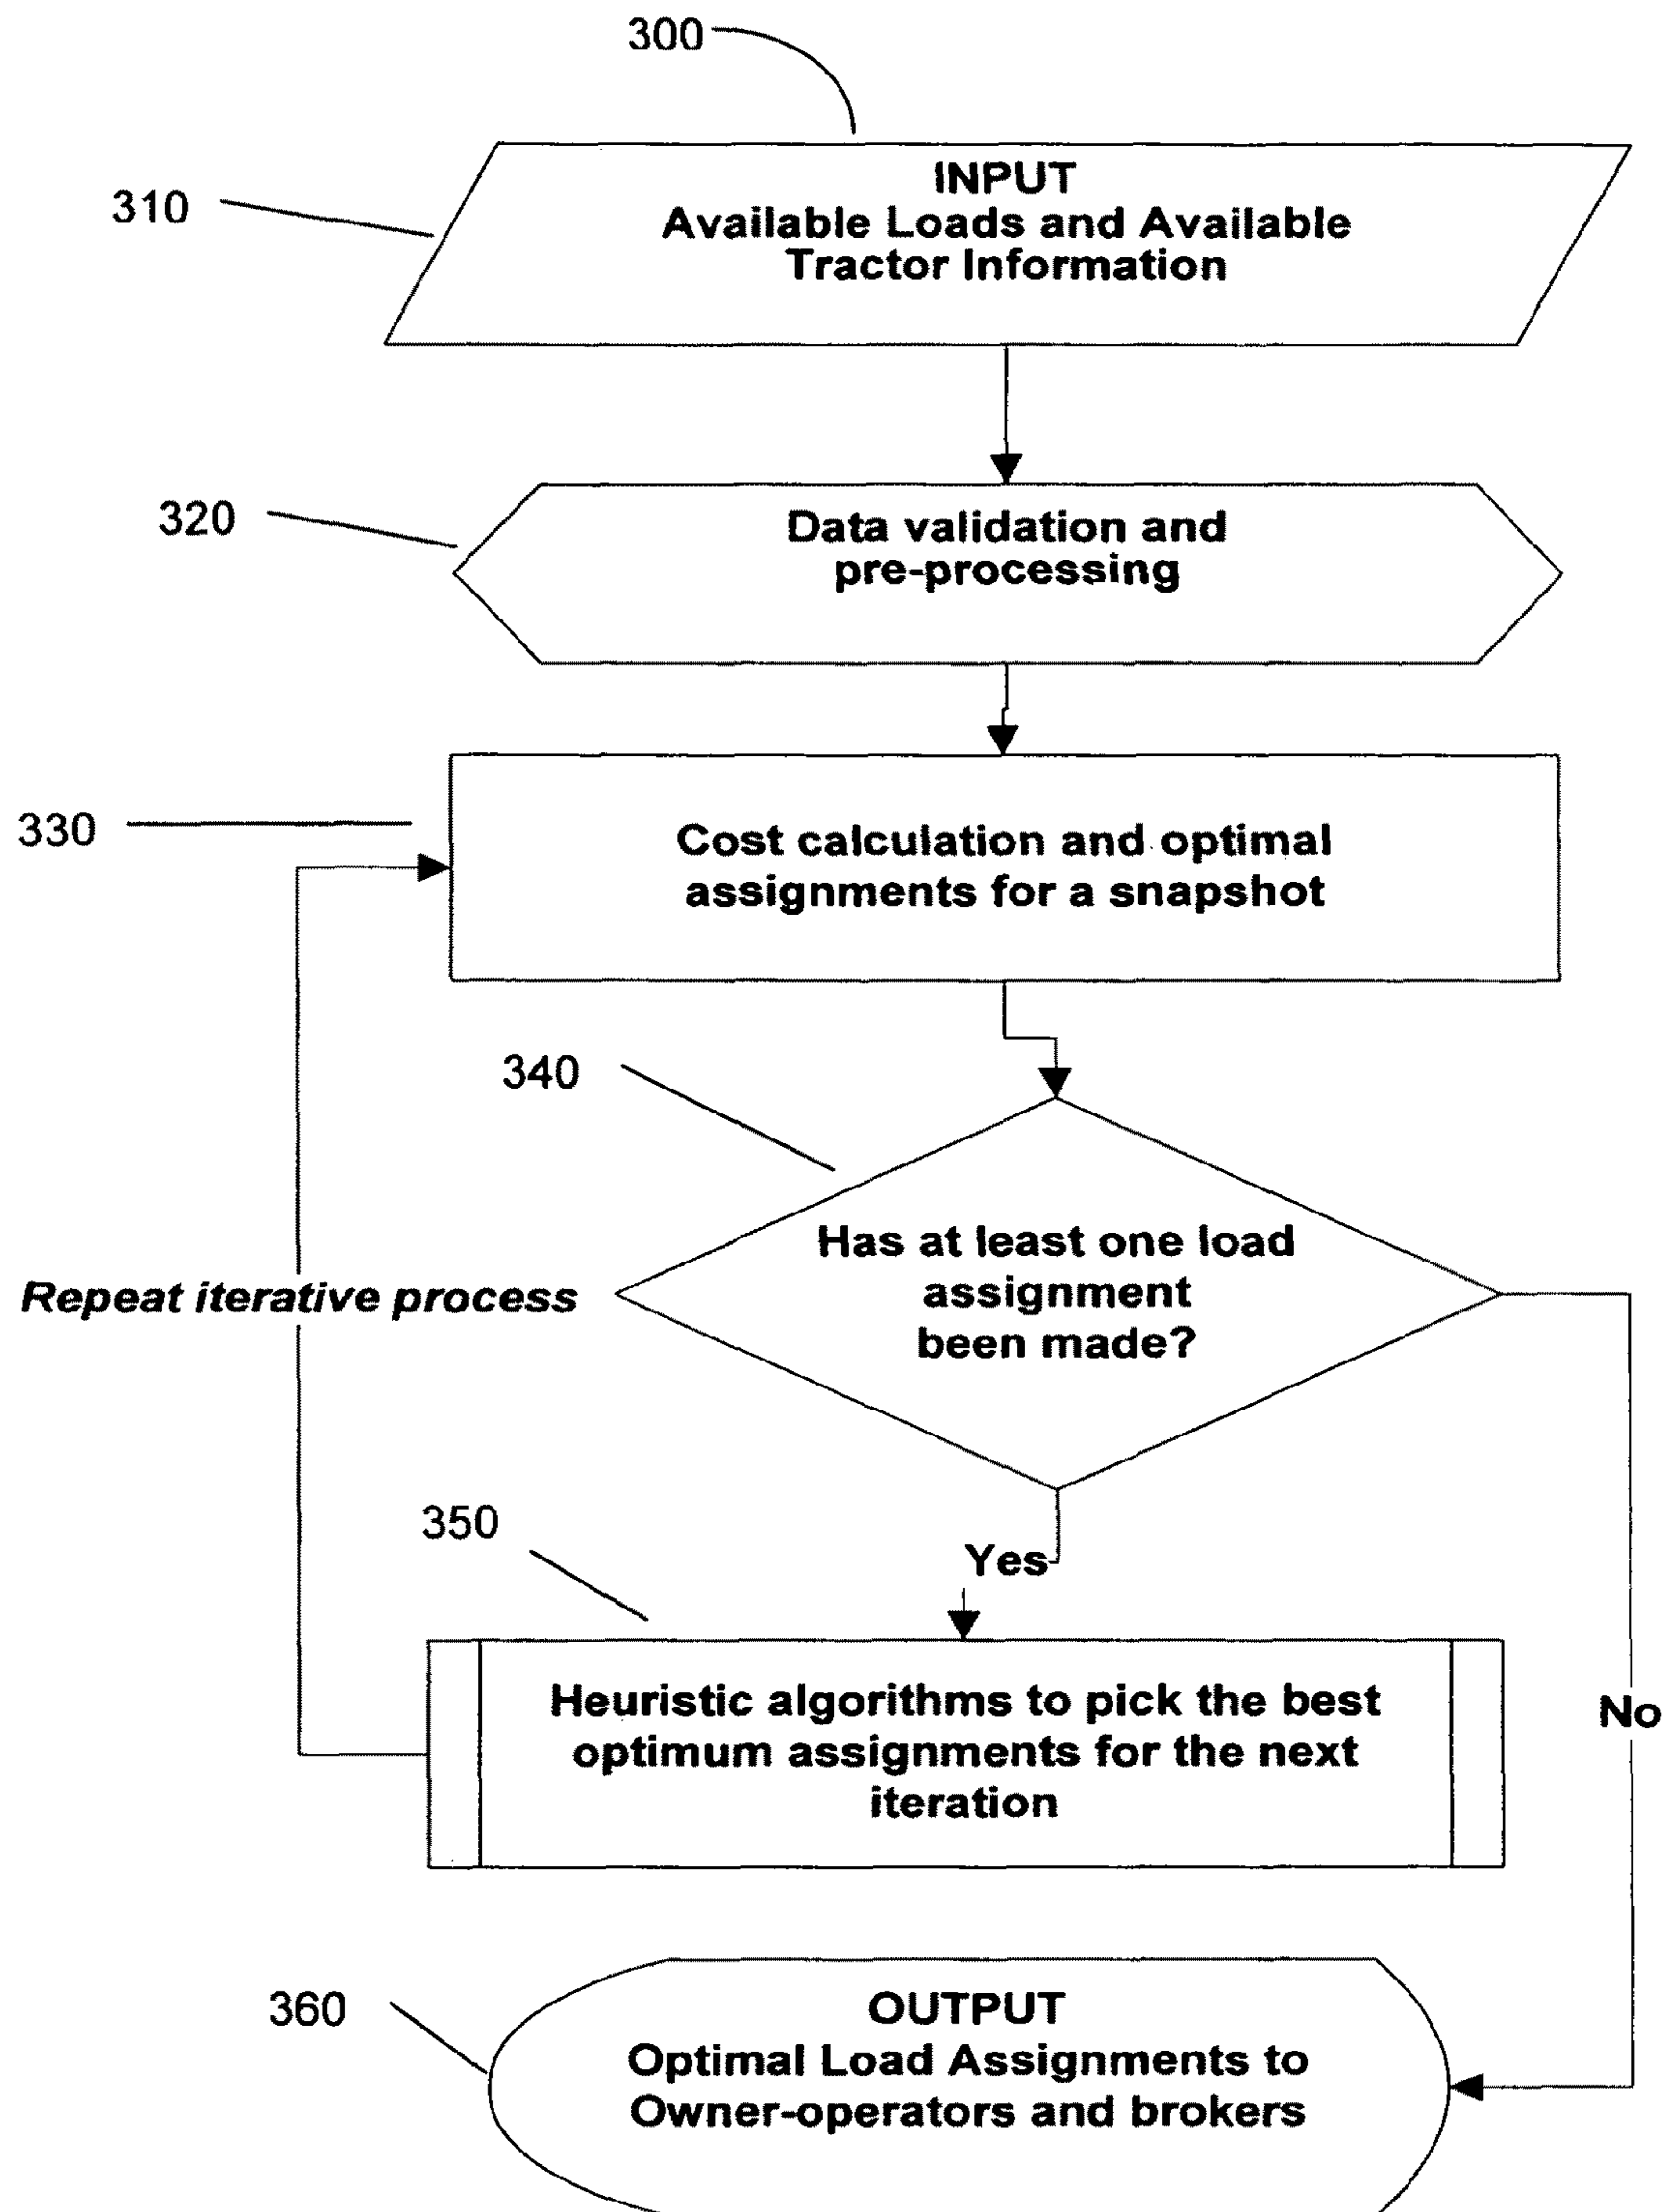 300
310
INPUT
Available Loads and Available
Tractor Information
320
Data validation and
pre-processing
330
Cost calculation and optimal
assignments for a snapshot
340
Has at least one load
assignment
been made?
Repeat iterative process
350
Yes
Heuristic algorithms to pick the best
optimum assignments for the next
iteration
No
360
OUTPUT
Optimal Load Assignments to
Owner-operators and brokers